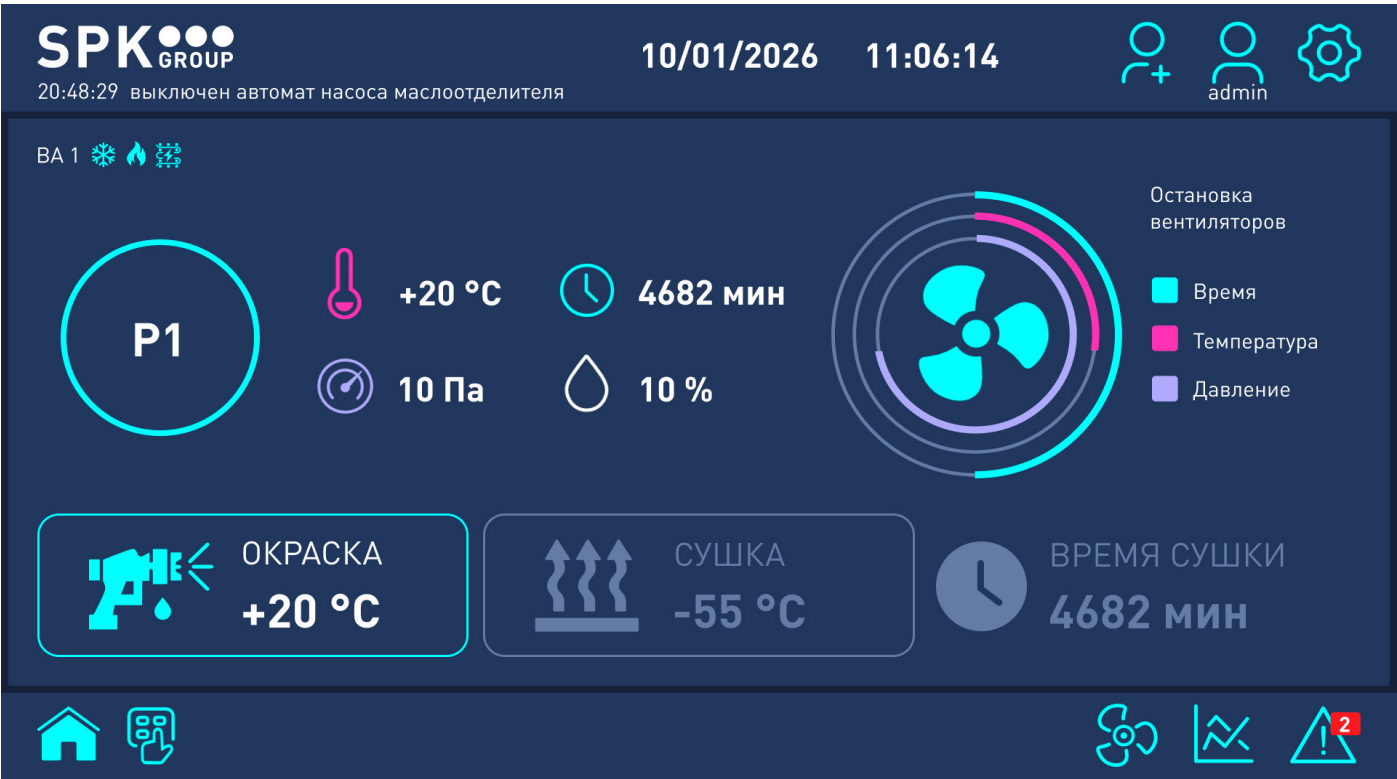 SPK
GROUP
10/01/2026 11:06:14
20:48:29 выключен автомат насоса маслоотделителя
admin
ВА 1
Остановка
вентиляторов
P1
+20 °C
4682 мин
Время
Температура
10 Па
10 %
Давление
ОКРАСКА
+20 °C
СУШКА
-55 °C
ВРЕМЯ СУШКИ
4682 мин
2